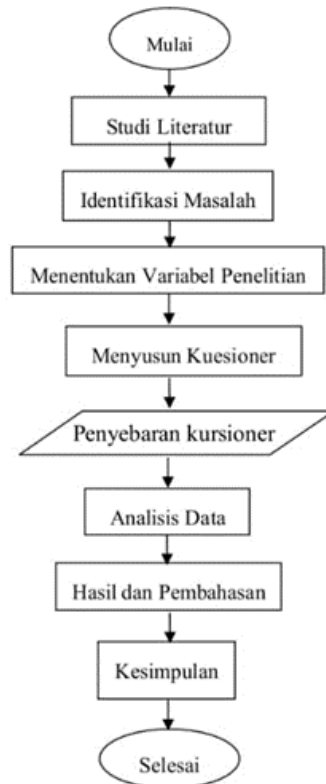 Mulai
Studi Literatur
Identifikasi Masalah
Menentukan Variabel Penelitian
Menyusun Kuesioner
Penyebaran kursioner
Analisis Data
Hasil dan Pembahasan
Kesimpulan
Selesai